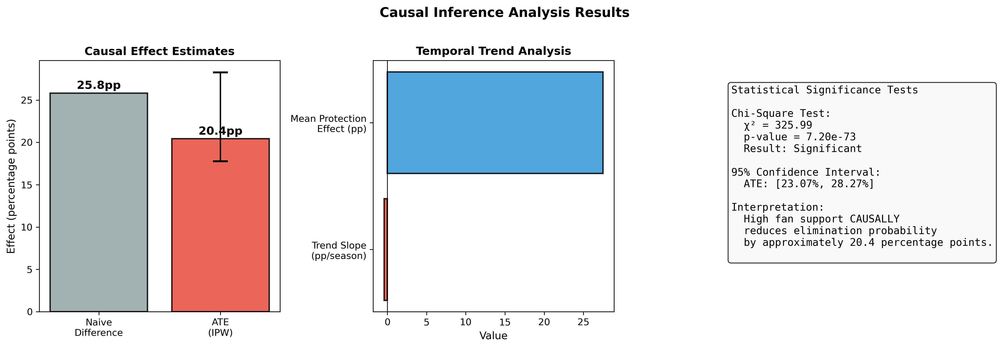 Causal Inference Analysis Results
Causal Effect Estimates
Effect (percentage points)
25
20
15
10
5
0
25.8pp
20.4pp
Naive
Difference
ATE
(IPW)
Temporal Trend Analysis
Mean Protection
Effect (pp)
Trend Slope
(pp/season)
0
5
10
15
20
25
Value
Statistical Significance Tests
Chi-Square Test:
χ² = 325.99
p-value = 7.20e-73
Result: Significant
95% Confidence Interval:
ATE: [23.07%, 28.27%]
Interpretation:
High fan support CAUSALLY
reduces elimination probability
by approximately 20.4 percentage points.